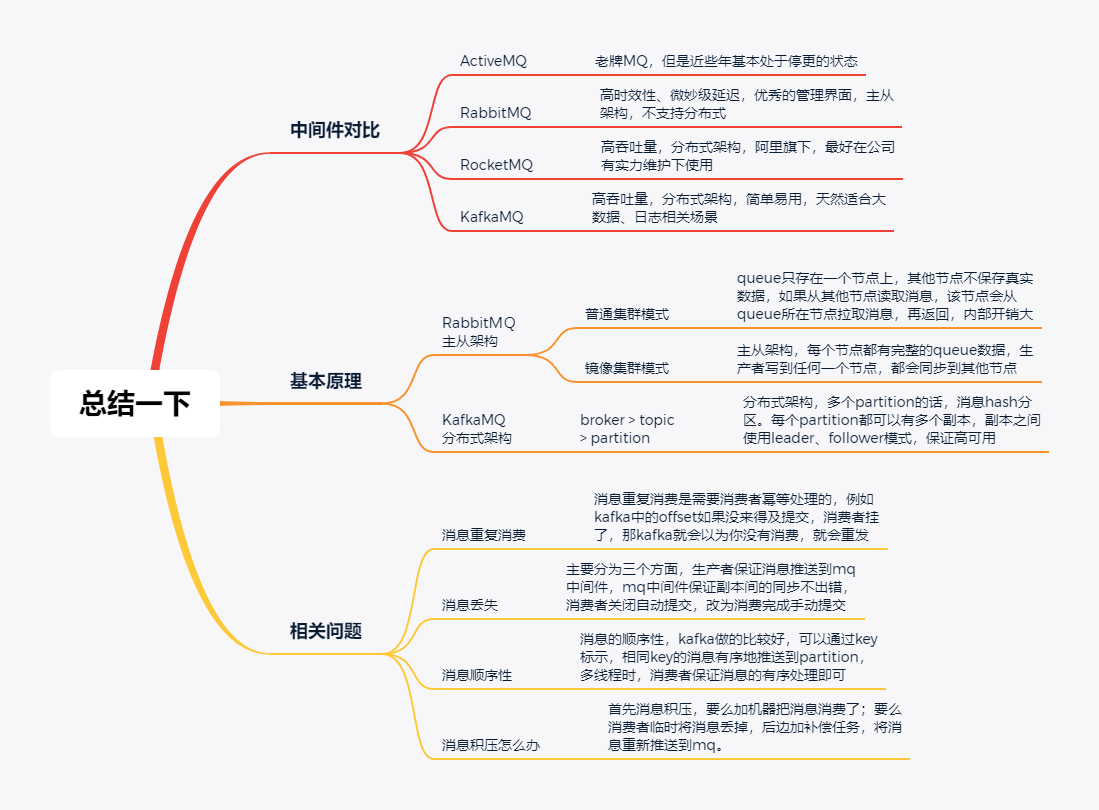 总结一下
中间件对比
ActiveMQ
老牌MQ，但是近些年基本处于停更的状态
RabbitMQ
高时效性、微妙级延迟，优秀的管理界面，主从
架构，不支持分布式
RocketMQ
高吞吐量，分布式架构，阿里旗下，最好在公司
有实力维护下使用
KafkaMQ
高吞吐量，分布式架构，简单易用，天然适合大
数据、日志相关场景
基本原理
RabbitMQ
主从架构
普通集群模式
queue只存在一个节点上，其他节点不保存真实
数据，如果从其他节点读取消息，该节点会从
queue所在节点拉取消息，再返回，内部开销大
镜像集群模式
主从架构，每个节点都有完整的queue数据，生
产者写到任何一个节点，都会同步到其他节点
KafkaMQ
分布式架构
broker > topic
> partition
分布式架构，多个partition的话，消息hash分
区。每个partition都可以有多个副本，副本之间
使用leader、follower模式，保证高可用
相关问题
消息重复消费
消息重复消费是需要消费者幂等处理的，例如
kafka中的offset如果没来得及提交，消费者挂
了，那kafka就会以为你没有消费，就会重发
消息丢失
主要分为三个方面，生产者保证消息推送到mq
中间件，mq中间件保证副本间的同步不出错，
消费者关闭自动提交，改为消费完成手动提交
消息顺序性
消息的顺序性，kafka做的比较好，可以通过key
标示，相同key的消息有序地推送到partition，
多线程时，消费者保证消息的有序处理即可
消息积压怎么办
首先消息积压，要么加机器把消息消费了；要么
消费者临时将消息丢掉，后边加补偿任务，将消
息重新推送到mq。